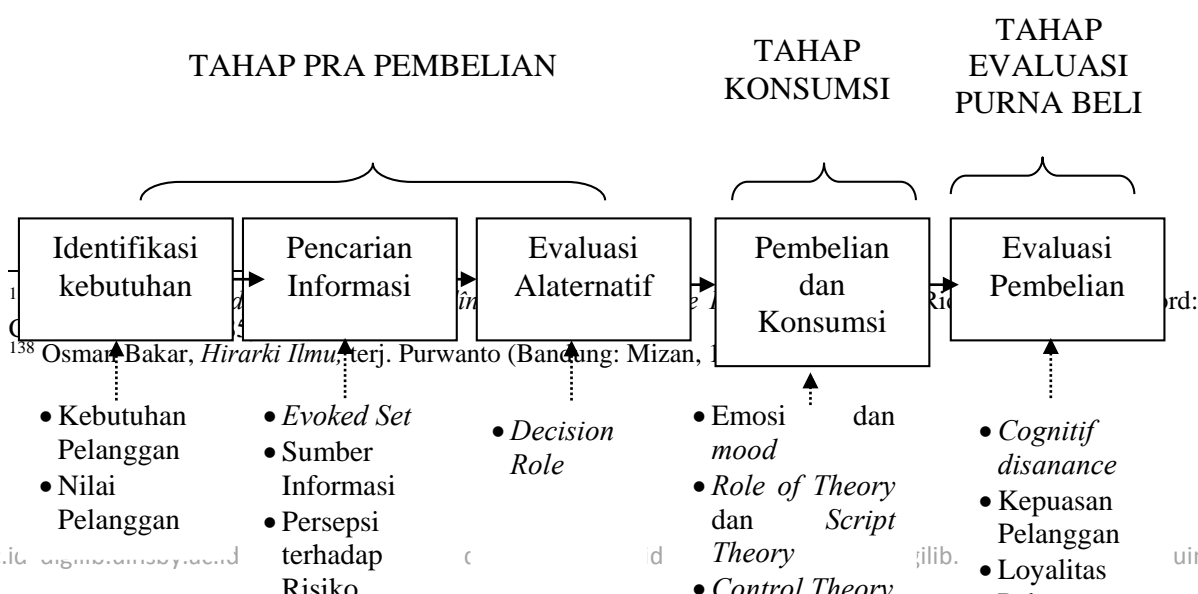 TAHAP PRA PEMBELIAN
TAHAP
KONSUMSI
TAHAP
EVALUASI
PURNA BELI
Identifikasi
kebutuhan
Pencarian
Informasi
Evaluasi
Alaternatif
Pembelian
dan
Konsumsi
Evaluasi
Pembelian
138 Osman Bakar, Hirarki Ilmu, terj. Purwanto (Bandung: Mizan, 1
• Kebutuhan
Pelanggan
• Nilai
Pelanggan
• Evoked Set
• Sumber
Informasi
• Persepsi
terhadap
Risiko
• Decision
Role
• Emosi dan
mood
• Role of Theory
dan Script
Theory
• Control Theory
• Cognitif
disanance
• Kepuasan
Pelanggan
• Loyalitas